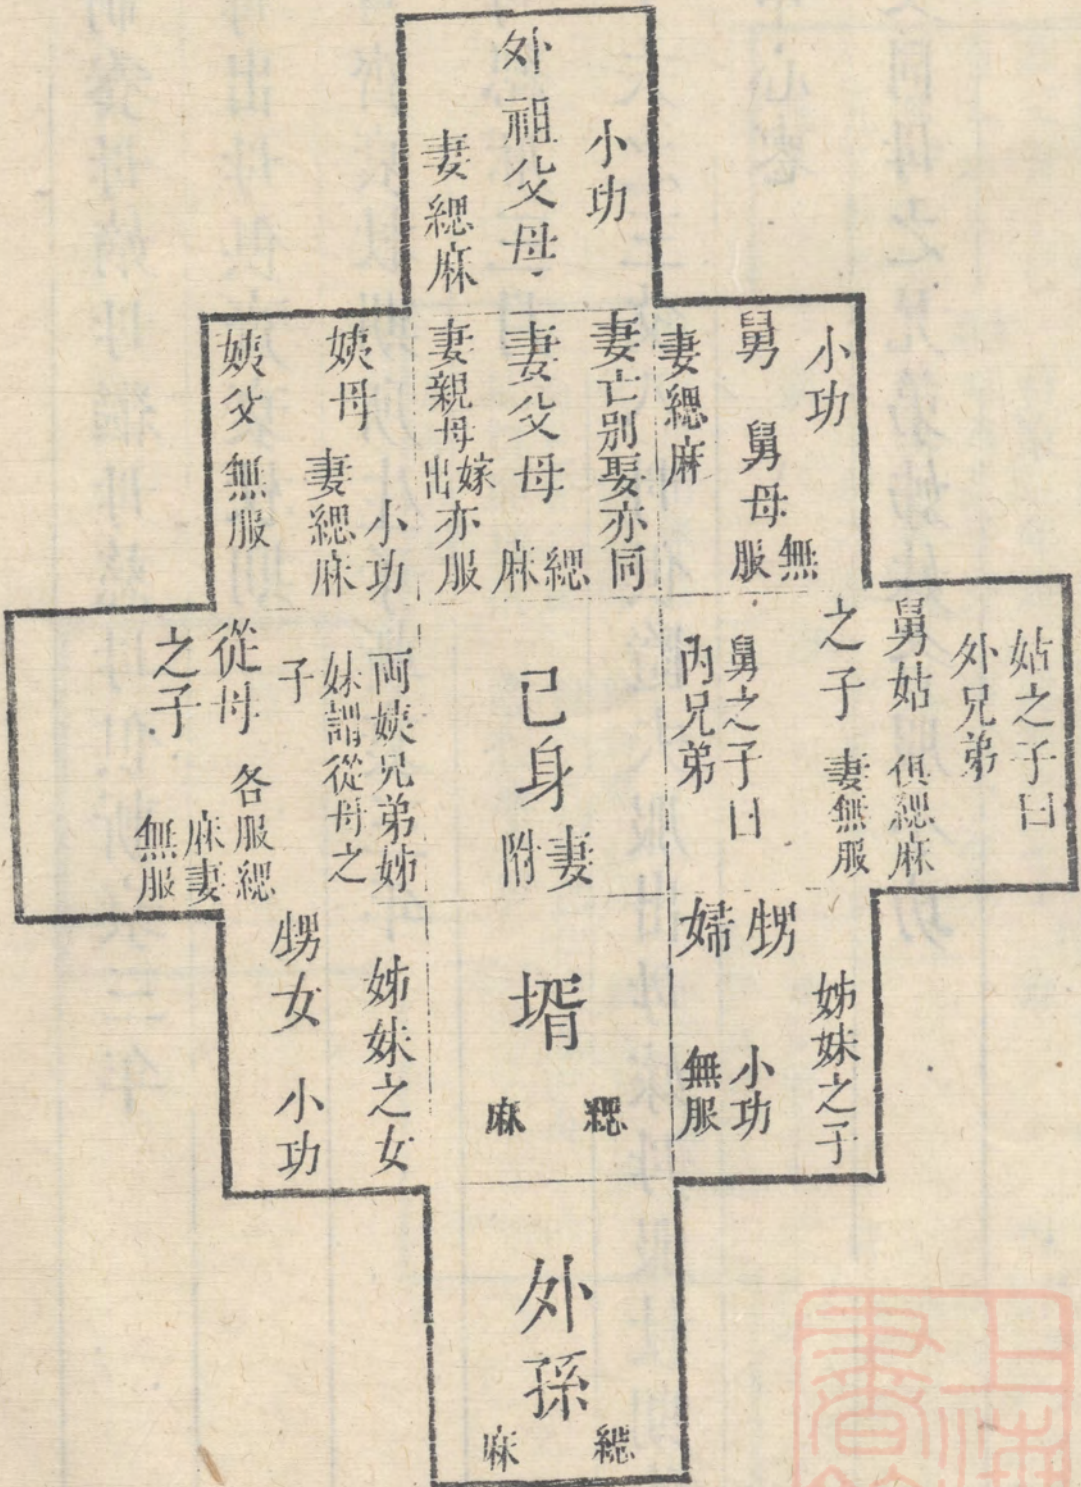 小功
外祖父母
妻緦麻
小功
舅 舅母無服
妻緦麻
妻亡別娶亦同
妻父母 緦麻
妻親母嫁出亦服
小功
姨母 妻緦麻
姨父 無服
姑之子曰
外兄弟
舅姑 俱緦麻
之子 妻無服
舅之子曰
內兄弟
己身 妻附
兩姨兄弟姊
妹謂從母之
子
從母 各服緦
之子 麻妻
無服
姊妹之子
甥 小功
婦 無服
壻
緦麻
姊妹之女
甥女 小功
外孫
緦麻